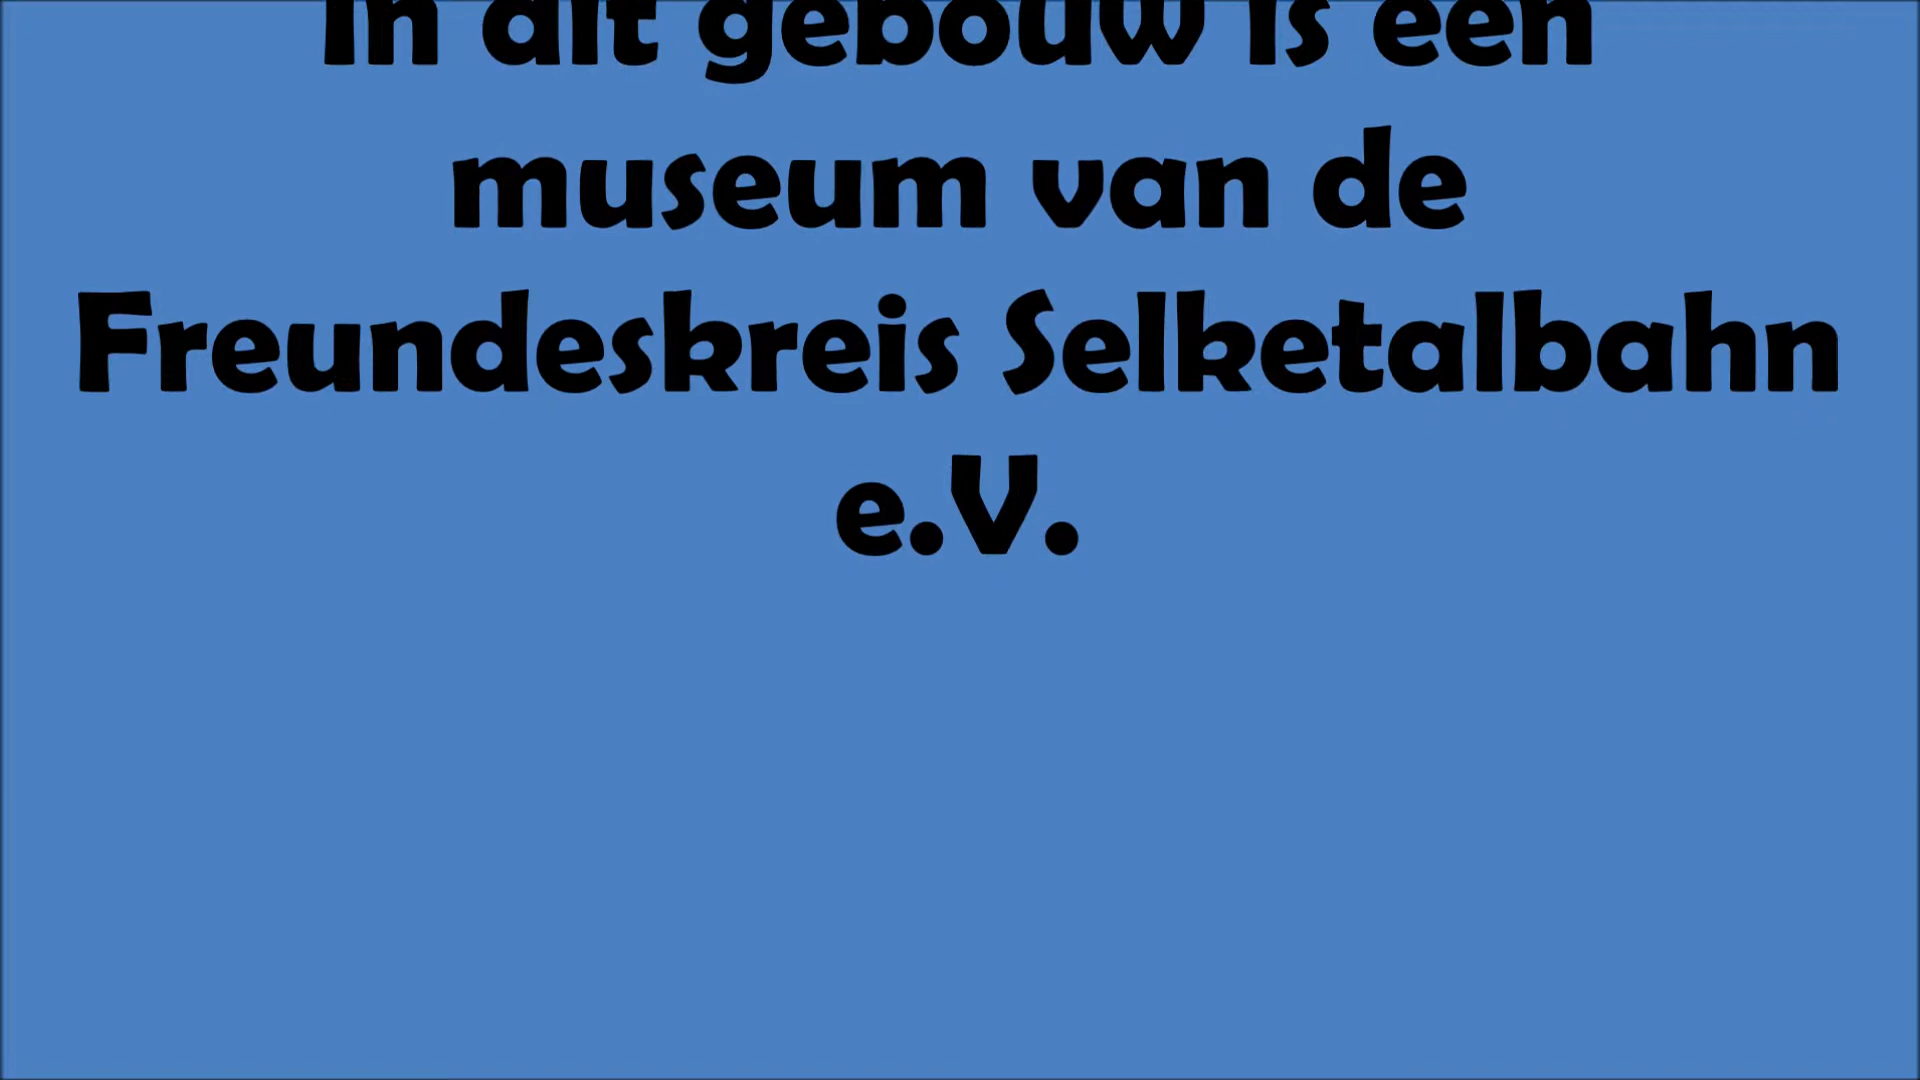 In dit gebouw is een
museum van de
Freundeskreis Selketalbahn
e.V.